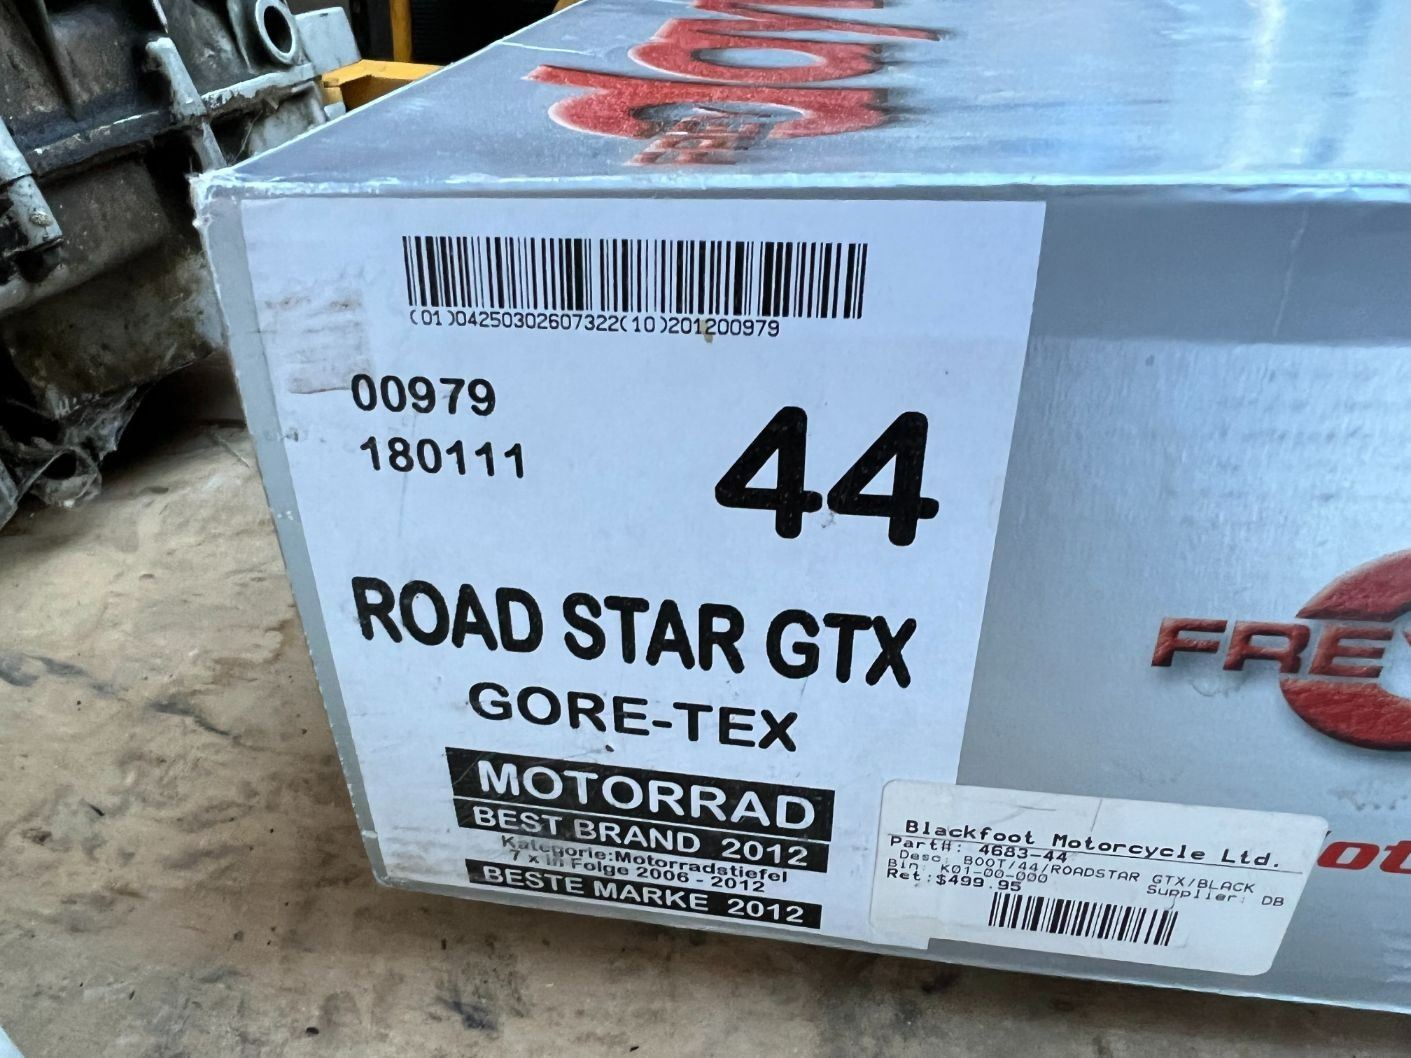 (01)04250302607322(10)201200979
00979
180111
44
ROAD STAR GTX
GORE-TEX
MOTORRAD
BEST BRAND 2012
Kategorie:Motorradstiefel
7 x in Folge 2006 - 2012
BESTE MARKE 2012
Blackfoot Motorcycle Ltd.
Part#: 4683-44
Desc: BOOT/44/ROADSTAR GTX/BLACK
Bin: K01-00-000 Supplier: DB
Ret:$499.95